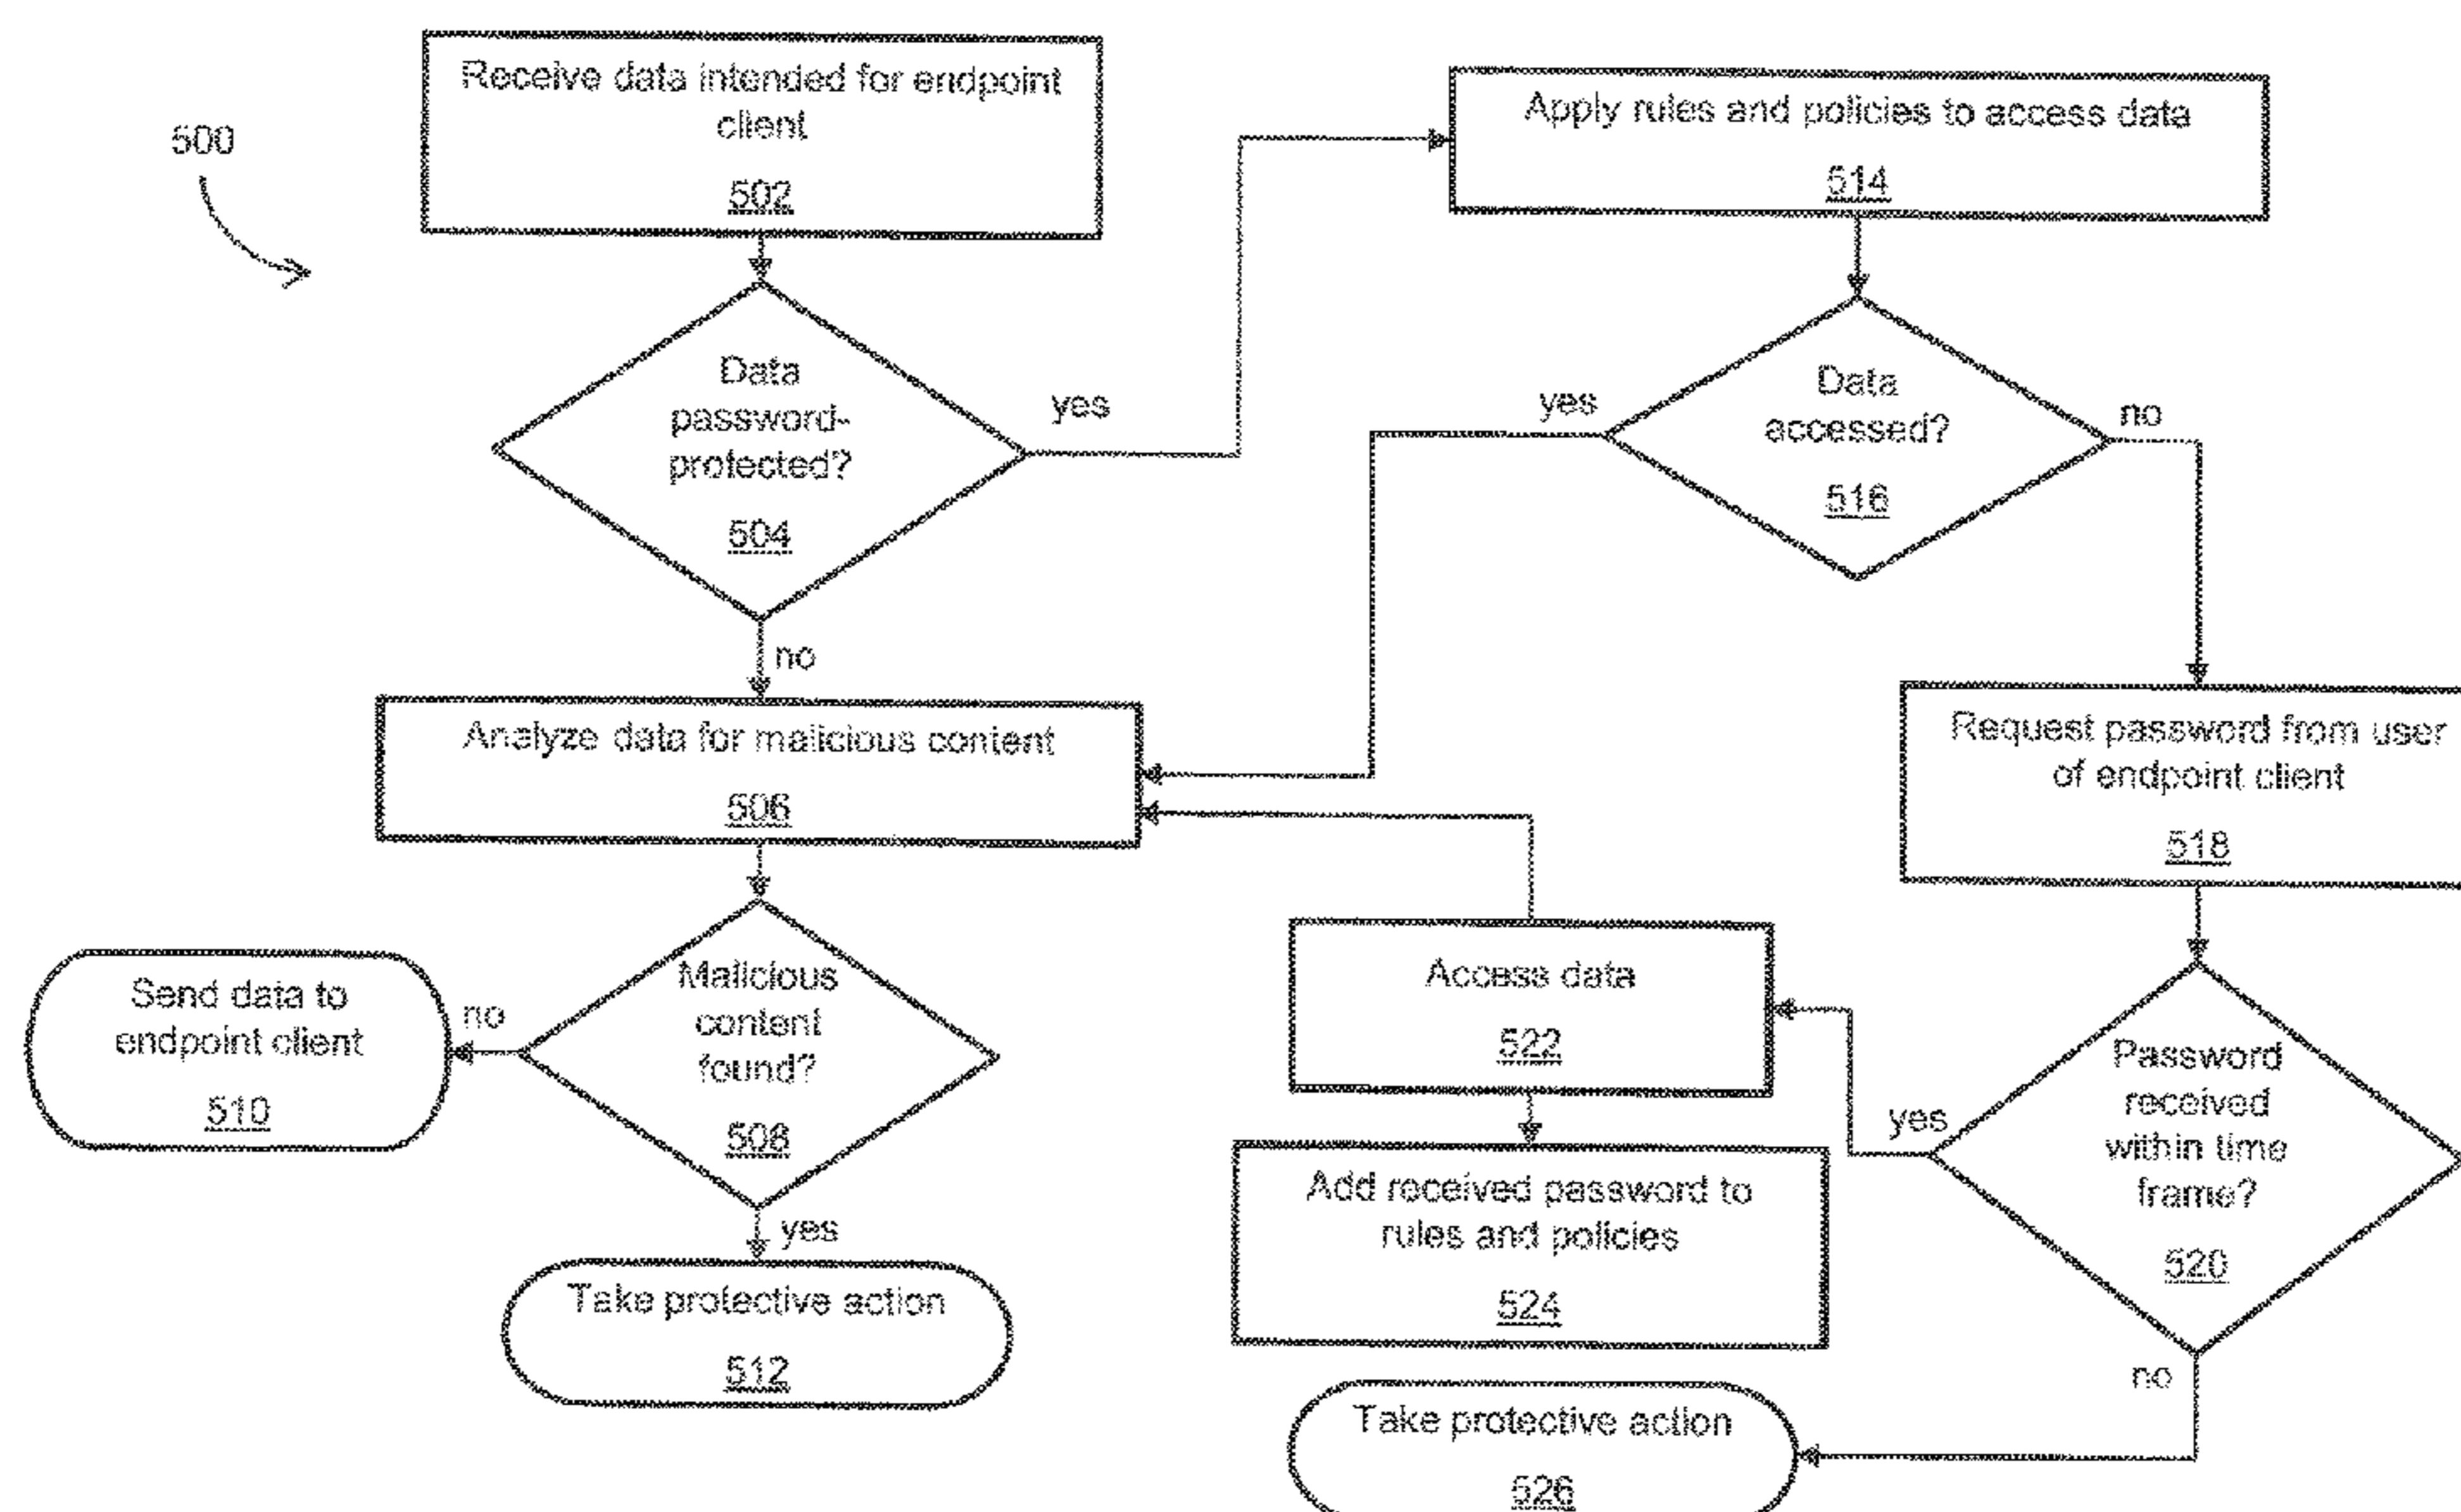 500
Receive data intended for endpoint
client
502
Data
password-
protected?
504
yes
no
Analyze data for malicious content
506
Malicious
content
found?
508
no
Send data to
endpoint client
510
yes
Take protective action
512
Apply rules and policies to access data
514
Data
accessed?
516
yes
no
Request password from user
of endpoint client
518
Password
received
within time
frame?
520
yes
Access data
522
Add received password to
rules and policies
524
no
Take protective action
526